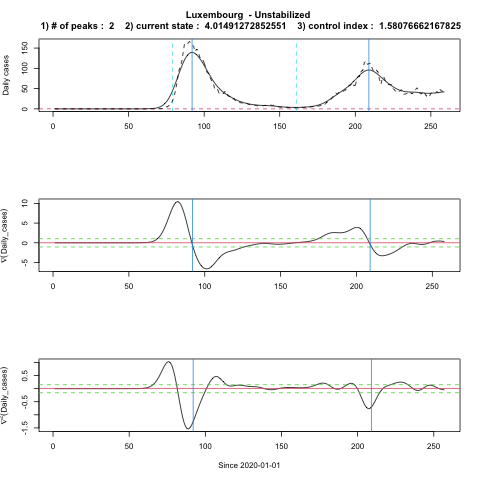 Luxembourg - Unstabilized
1) # of peaks : 2 2) current state : 4.01491272852551 3) control index : 1.58076662167825
Daily cases
150
100
50
0
0 50 100 150 200 250
∇(Daily_cases)
10
5
0
-5
0 50 100 150 200 250
∇²(Daily_cases)
0.5
-0.5
-1.5
0 50 100 150 200 250
Since 2020-01-01